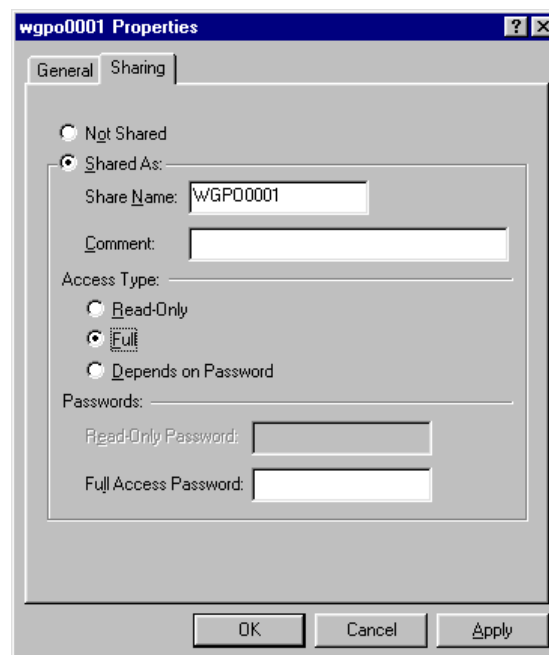 wgpo0001 Properties
General Sharing
Not Shared
Shared As:
Share Name: WGPO0001
Comment:
Access Type:
Read-Only
Full
Depends on Password
Passwords:
Read-Only Password:
Full Access Password:
OK Cancel Apply